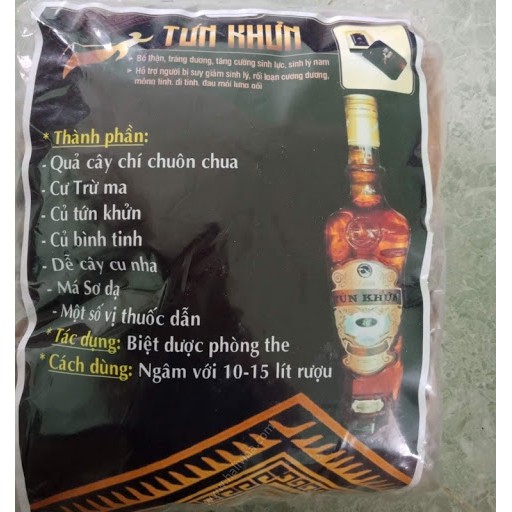 TỨN KHỬN
» Bổ thận, tráng dương, tăng cường sinh lực, sinh lý nam
» Hỗ trợ người bị suy giảm sinh lý, rối loạn cương dương,
mộng tinh, di tinh, đau mỏi lưng gối
* Thành phần:
- Quả cây chí chuôn chua
- Cư Trừ ma
- Củ tứn khửn
- Củ bình tinh
- Dễ cây cu nha
- Má Sơ dạ
- Một số vị thuốc dẫn
* Tác dụng: Biệt dược phòng the
* Cách dùng: Ngâm với 10-15 lít rượu
TỨN KHỬN